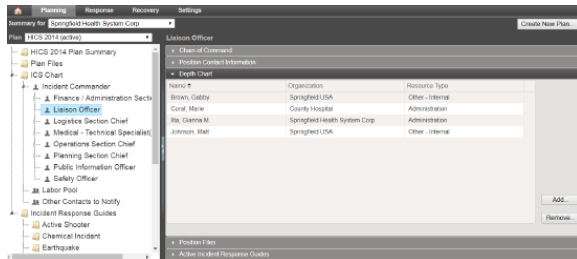 Planning Response Recovery Settings
Summary for Springfield Health System Corp
Create New Plan...
Plan HICS 2014 (active)
Liaison Officer
HICS 2014 Plan Summary
Plan Files
ICS Chart
Incident Commander
Finance / Administration Secti
Liaison Officer
Logistics Section Chief
Medical - Technical Specialist(
Operations Section Chief
Planning Section Chief
Public Information Officer
Safety Officer
Labor Pool
Other Contacts to Notify
Incident Response Guides
Active Shooter
Chemical Incident
Earthquake
Chain of Command
Position Contact Information
Depth Chart
Name Organization Resource Type
Brown, Gabby Springfield USA Other - Internal
Coral, Marie County Hospital Administration
Gianna M. Springfield Health System Corp Administration
Johnson, Matt Springfield USA Other - Internal
Add...
Remove...
Position Files
Active Incident Response Guides